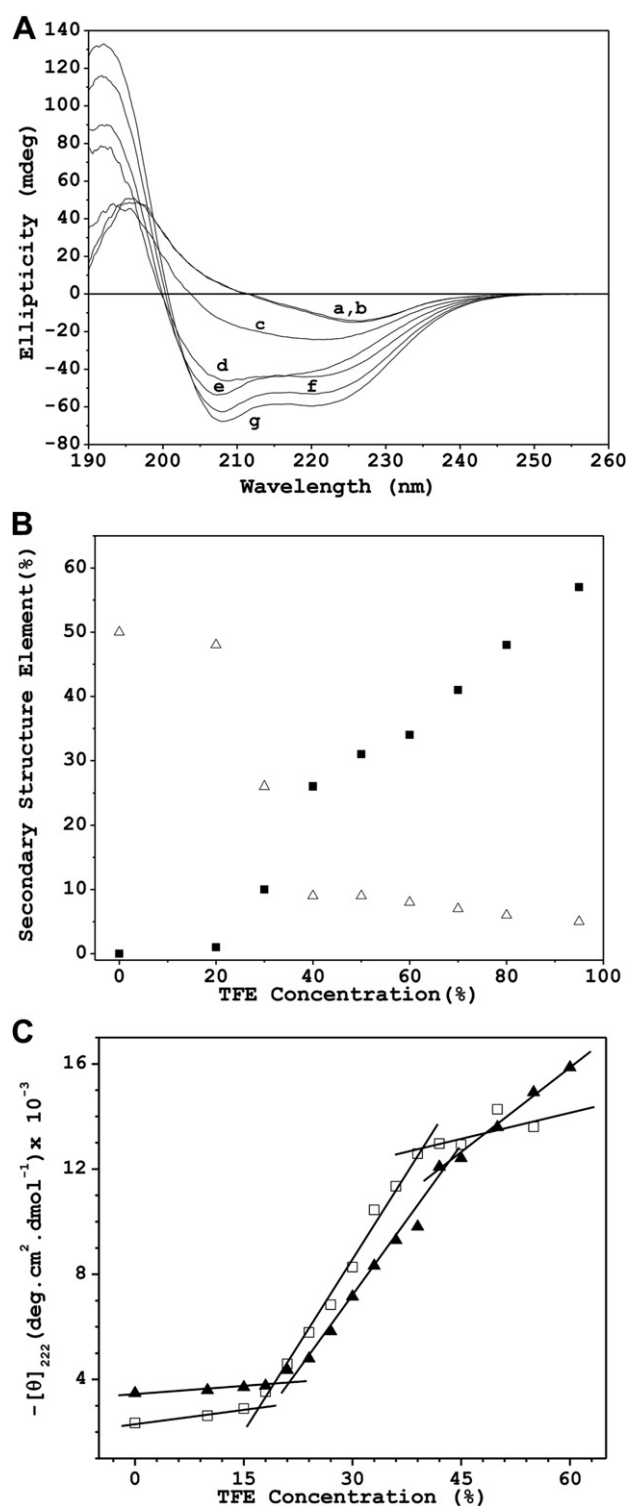 A
Ellipticity (mdeg)
140
120
100
80
60
40
20
0
-20
-40
-60
-80
a,b
c
d
e
f
g
190 200 210 220 230 240 250 260
Wavelength (nm)
B
Secondary Structure Element(%)
60
50
40
30
20
10
0
0 20 40 60 80 100
TFE Concentration(%)
C
-[θ]₂₂₂(deg.cm².dmol⁻¹)x 10⁻³
16
12
8
4
0 15 30 45 60
TFE Concentration (%)